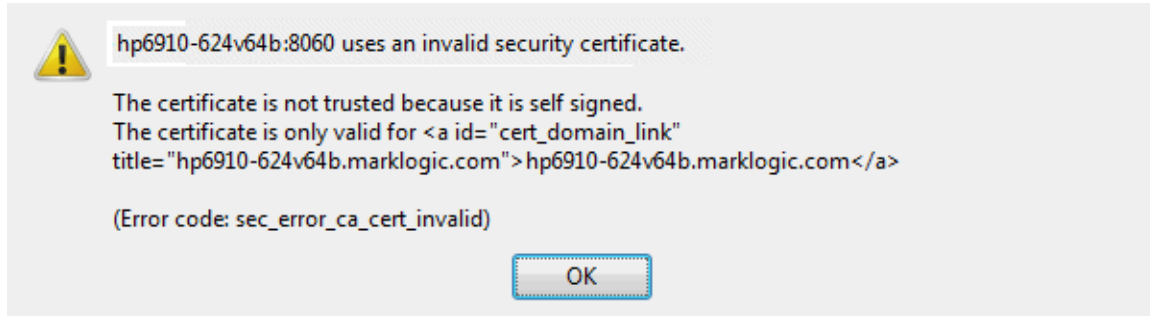 hp6910-624v64b:8060 uses an invalid security certificate.
The certificate is not trusted because it is self signed.
The certificate is only valid for <a id="cert_domain_link"
title="hp6910-624v64b.marklogic.com">hp6910-624v64b.marklogic.com</a>
(Error code: sec_error_ca_cert_invalid)
OK